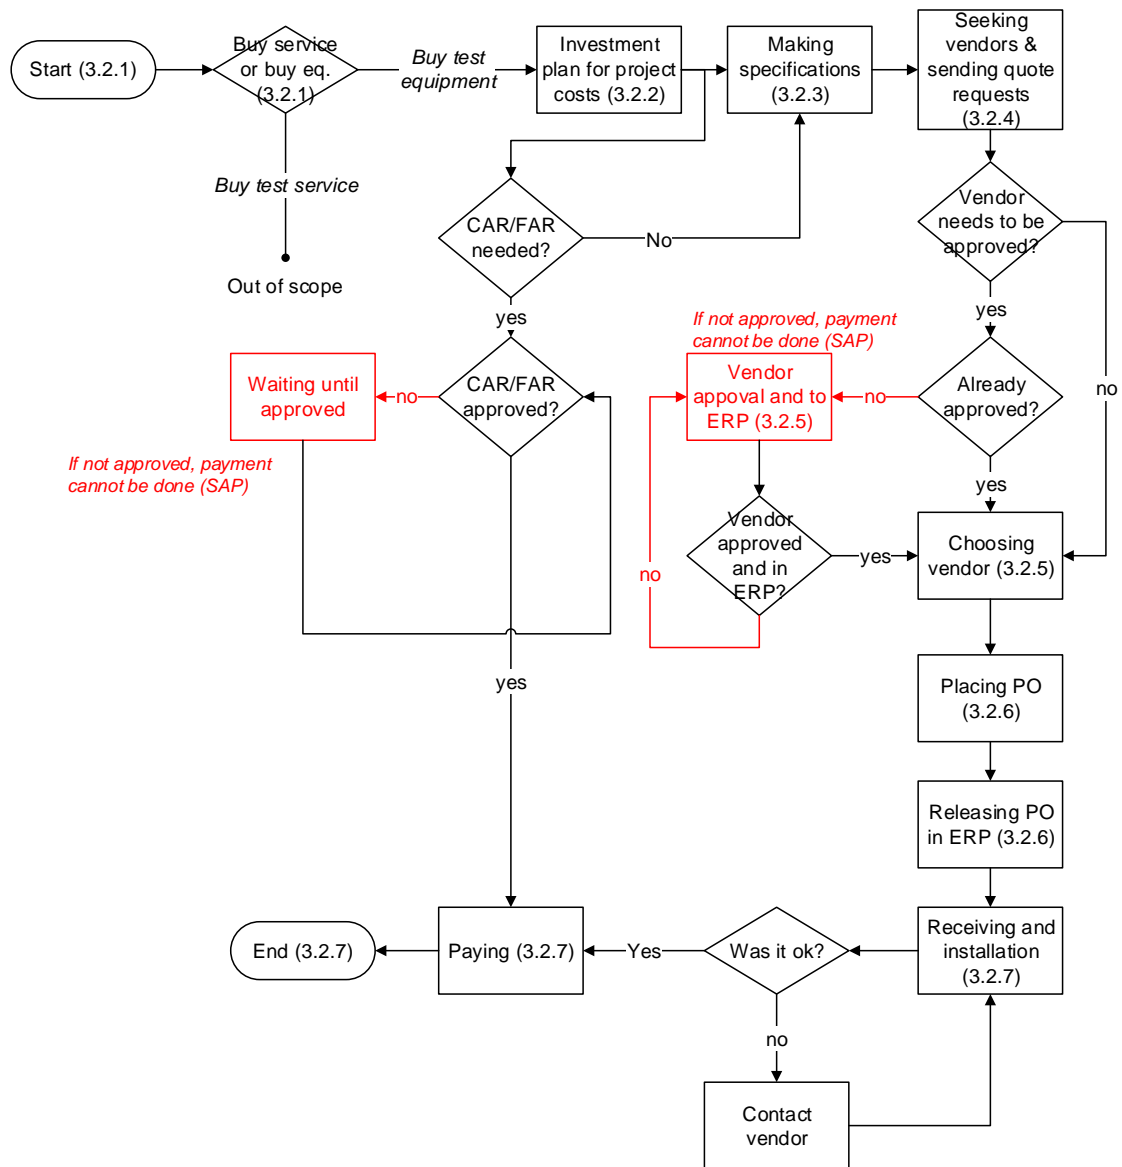 Start (3.2.1)
Buy service
or buy eq.
(3.2.1)
Buy test
equipment
Investment
plan for project
costs (3.2.2)
Making
specifications
(3.2.3)
Seeking
vendors &
sending quote
requests
(3.2.4)
Buy test service
Out of scope
CAR/FAR
needed?
No
Vendor
needs to be
approved?
yes
yes
no
If not approved, payment
cannot be done (SAP)
Waiting until
approved
no
CAR/FAR
approved?
Vendor
appoval and to
ERP (3.2.5)
no
Already
approved?
If not approved, payment
cannot be done (SAP)
yes
Vendor
approved
and in
ERP?
yes
no
Choosing
vendor (3.2.5)
yes
Placing PO
(3.2.6)
Releasing PO
in ERP (3.2.6)
End (3.2.7)
Paying (3.2.7)
Yes
Was it ok?
Receiving and
installation
(3.2.7)
no
Contact
vendor